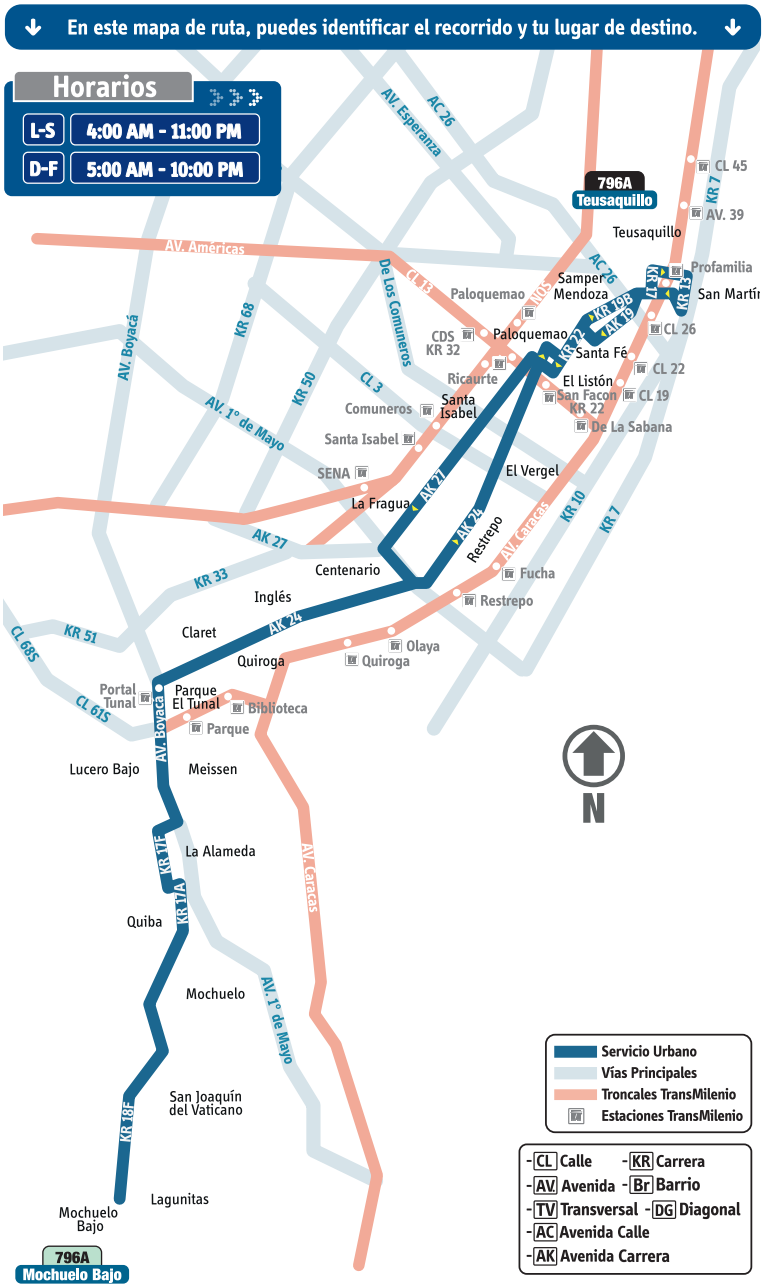 En este mapa de ruta, puedes identificar el recorrido y tu lugar de destino.
Horarios
L-S
4:00 AM - 11:00 PM
D-F
5:00 AM - 10:00 PM
AV. Esperanza
AC 26
796A
Teusaquillo
CL 45
KR 7
AV. 39
Teusaquillo
AV. Américas
CL 13
De Los Comuneros
NQS
AC 26
Samper
Mendoza
Profamilia
KR 17
KR 13
San Martín
Paloquemao
KR 19B
AK 19
CL 26
KR 68
AV. Boyacá
CDS
KR 32
Paloquemao
KR 22
Santa Fé
Ricaurte
CL 22
El Listón
KR 50
CL 3
San Facon
KR 22
CL 19
AV. 1° de Mayo
Comuneros
Santa
Isabel
De La Sabana
Santa Isabel
SENA
AK 27
El Vergel
La Fragua
KR 10
KR 7
AK 24
Restrepo
AV. Caracas
AK 27
Centenario
Fucha
KR 33
Inglés
Restrepo
KR 51
CL 68S
Claret
AK 24
Olaya
Quiroga
Quiroga
Portal
Tunal
Parque
El Tunal
CL 61S
Biblioteca
Parque
AV. Boyacá
Lucero Bajo
Meissen
N
KR 17F
La Alameda
AV. Caracas
KR 17A
Quiba
Mochuelo
AV. 1° de Mayo
San Joaquín
del Vaticano
KR 18F
Lagunitas
Mochuelo
Bajo
796A
Mochuelo Bajo
Servicio Urbano
Vías Principales
Troncales TransMilenio
Estaciones TransMilenio
- CL Calle - KR Carrera
- AV. Avenida - Br Barrio
- TV Transversal - DG Diagonal
- AC Avenida Calle
- AK Avenida Carrera